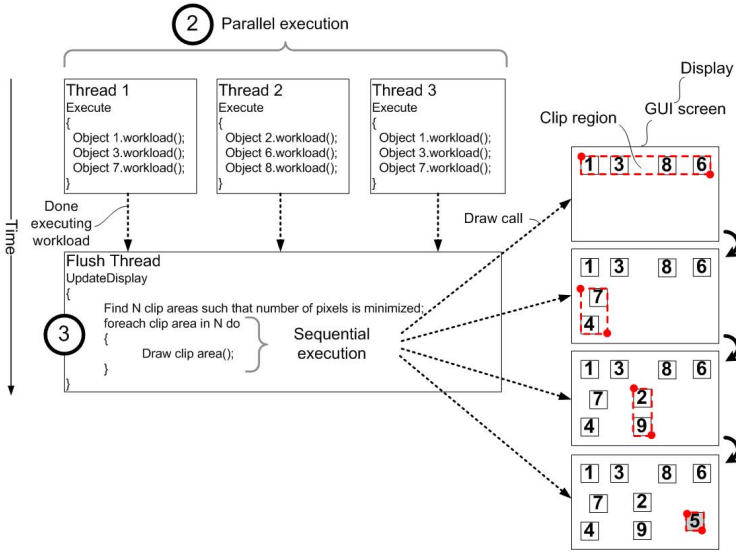 2 Parallel execution
Thread 1
Execute
{
Object 1.workload();
Object 3.workload();
Object 7.workload();
}
Thread 2
Execute
{
Object 2.workload();
Object 6.workload();
Object 8.workload();
}
Thread 3
Execute
{
Object 1.workload();
Object 3.workload();
Object 7.workload();
}
Time
Done
executing
workload
Flush Thread
UpdateDisplay
{
Find N clip areas such that number of pixels is minimized;
foreach clip area in N do
{
Draw clip area();
}
}
3
Sequential
execution
Draw call
Display
GUI screen
Clip region
1 3 8 6
1 3 8 6
7
4
1 3 8 6
7 2
4 9
1 3 8 6
7 2
5
4 9